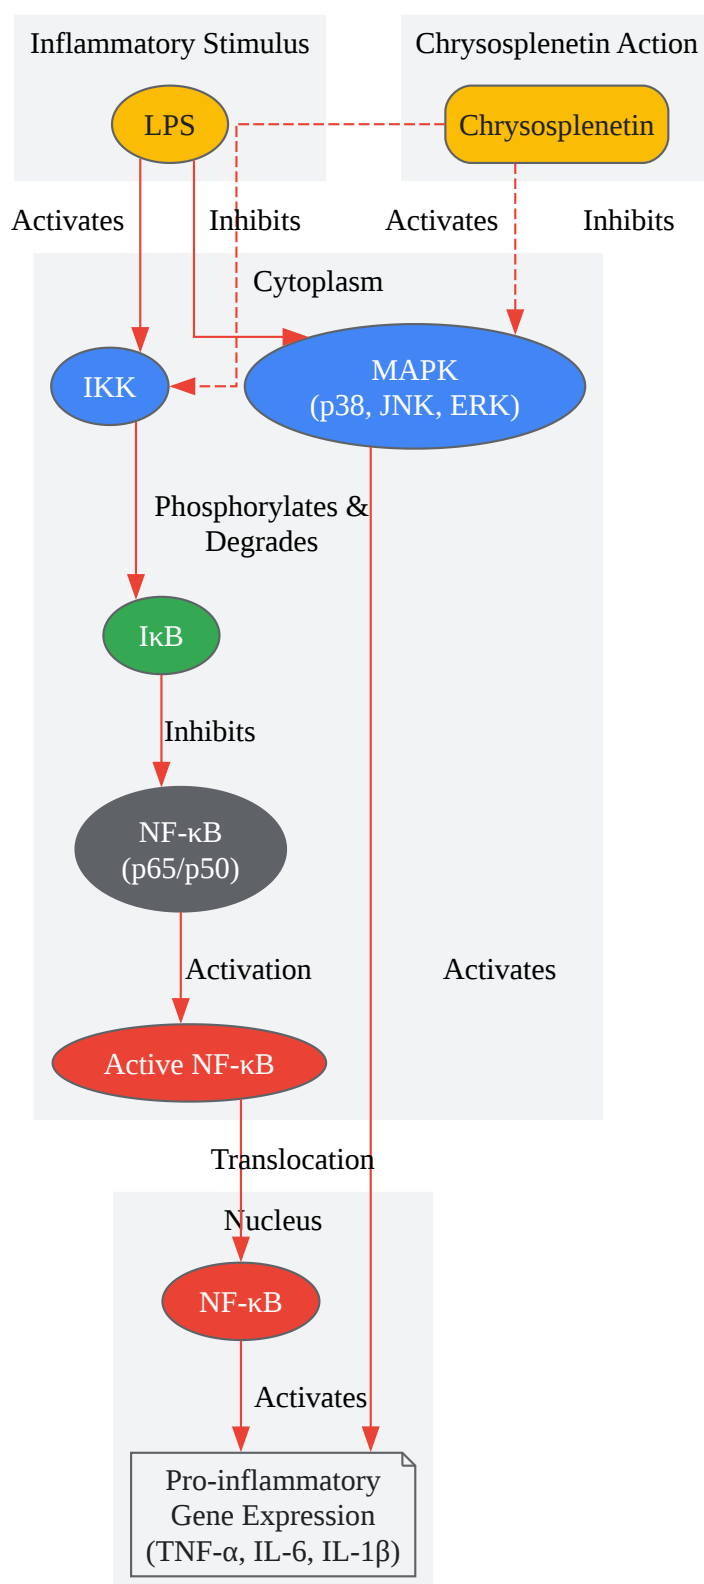 Inflammatory Stimulus
Chrysosplenetin Action
LPS
Chrysosplenetin
Activates
Inhibits
Activates
Inhibits
Cytoplasm
IKK
MAPK
(p38, JNK, ERK)
Phosphorylates &
Degrades
IκB
Inhibits
NF-κB
(p65/p50)
Activation
Activates
Active NF-κB
Translocation
Nucleus
NF-κB
Activates
Pro-inflammatory
Gene Expression
(TNF-α, IL-6, IL-1β)